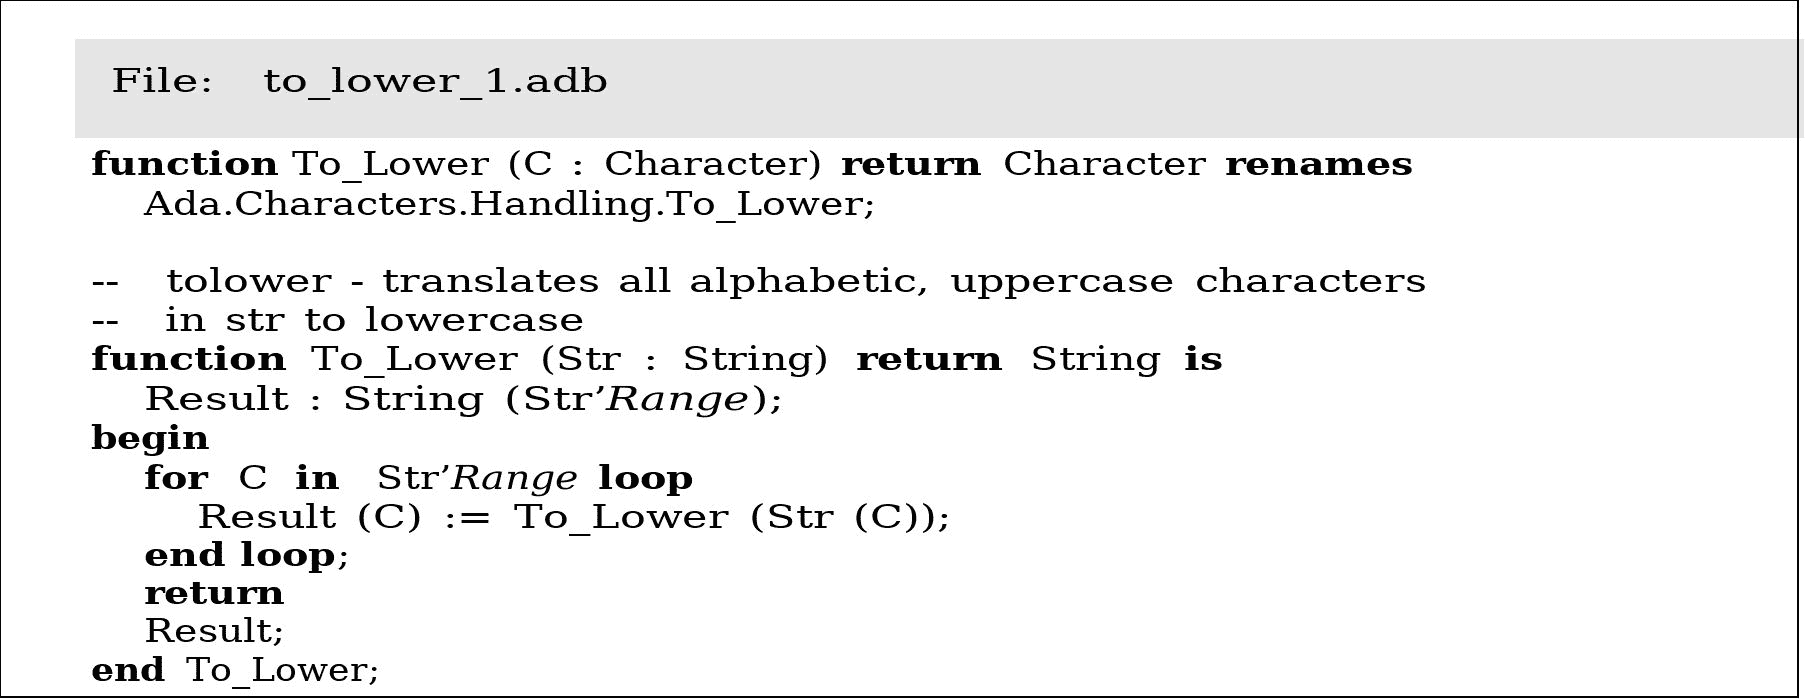 File: to_lower_1.adb
function To_Lower (C : Character) return Character renames
Ada.Characters.Handling.To_Lower;
-- tolower - translates all alphabetic, uppercase characters
-- in str to lowercase
function To_Lower (Str : String) return String is
Result : String (Str’Range);
begin
for C in Str’Range loop
Result (C) := To_Lower (Str (C));
end loop;
return
Result;
end To_Lower;